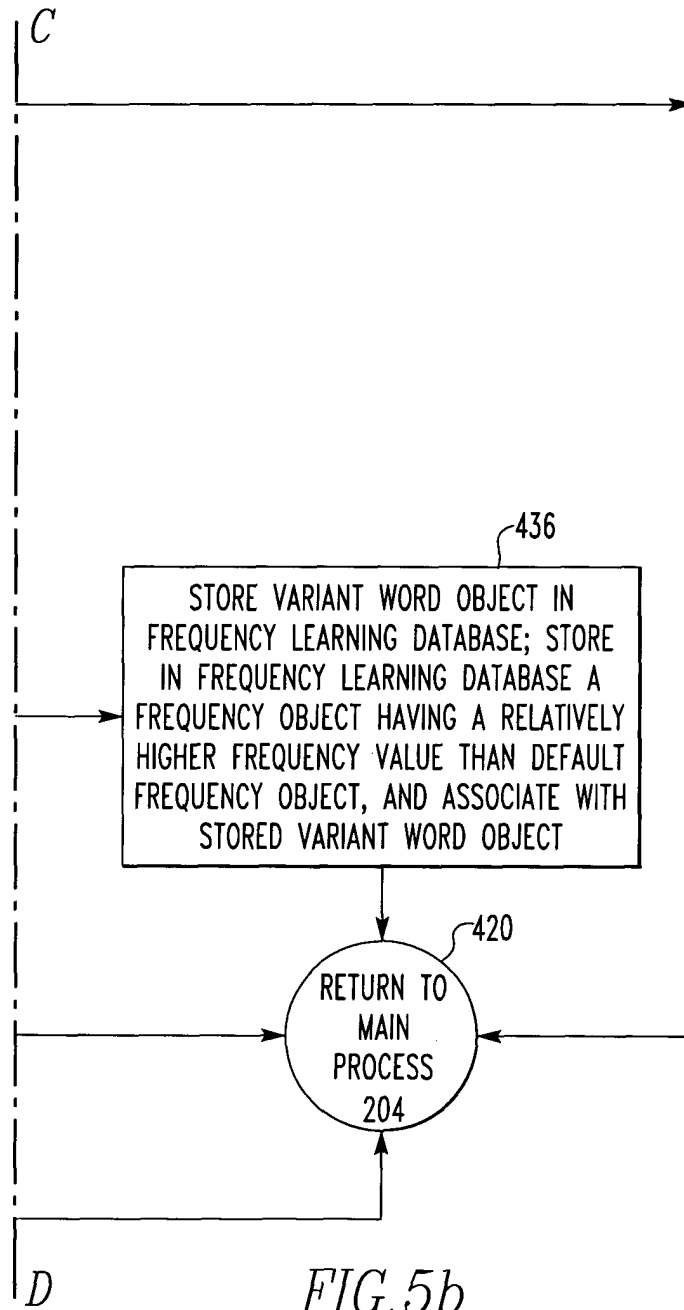 C
436
STORE VARIANT WORD OBJECT IN
FREQUENCY LEARNING DATABASE; STORE
IN FREQUENCY LEARNING DATABASE A
FREQUENCY OBJECT HAVING A RELATIVELY
HIGHER FREQUENCY VALUE THAN DEFAULT
FREQUENCY OBJECT, AND ASSOCIATE WITH
STORED VARIANT WORD OBJECT
420
RETURN TO
MAIN
PROCESS
204
D
FIG.5b